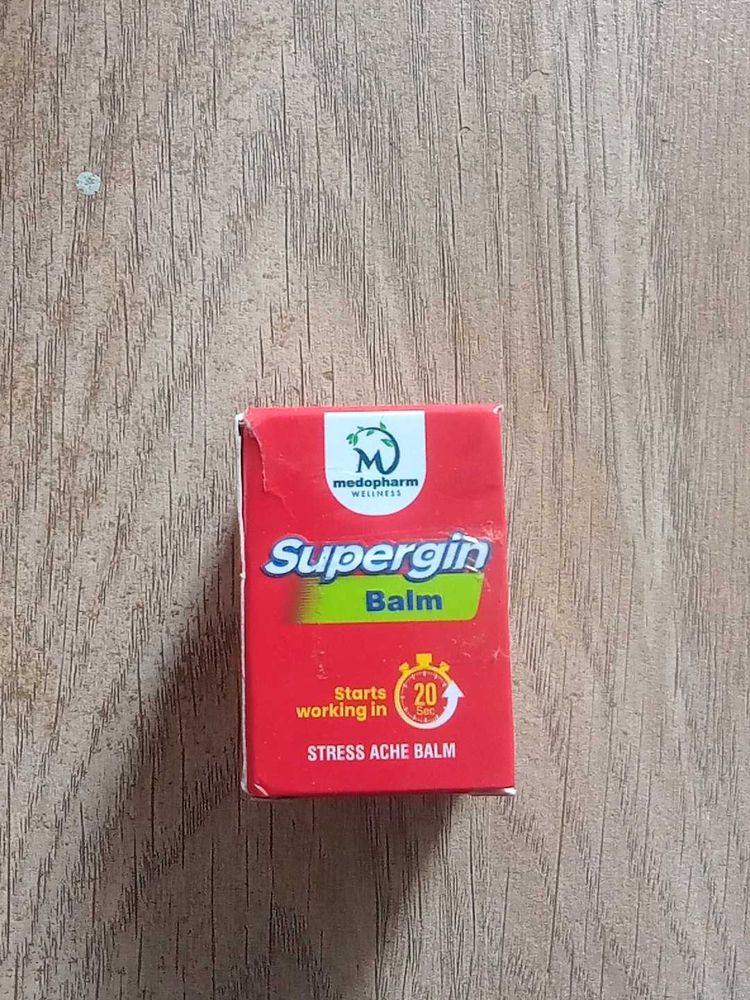 M
medopharm
WELLNESS
Supergin
Balm
Starts
working in
20
Sec
STRESS ACHE BALM